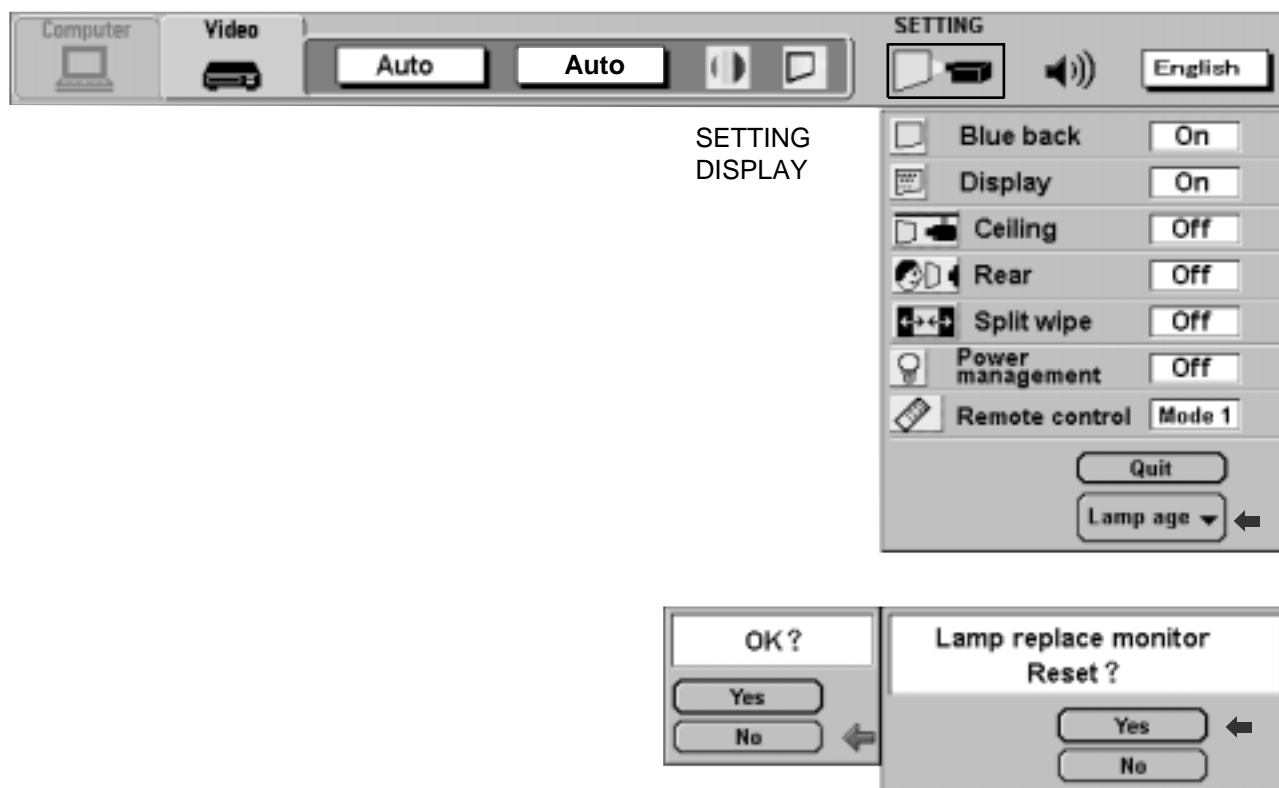 Computer
Video
Auto
Auto
SETTING
English
SETTING
DISPLAY
Blue back On
Display On
Ceiling Off
Rear Off
Split wipe Off
Power
management Off
Remote control Mode 1
Quit
Lamp age
OK?
Yes
No
Lamp replace monitor
Reset ?
Yes
No